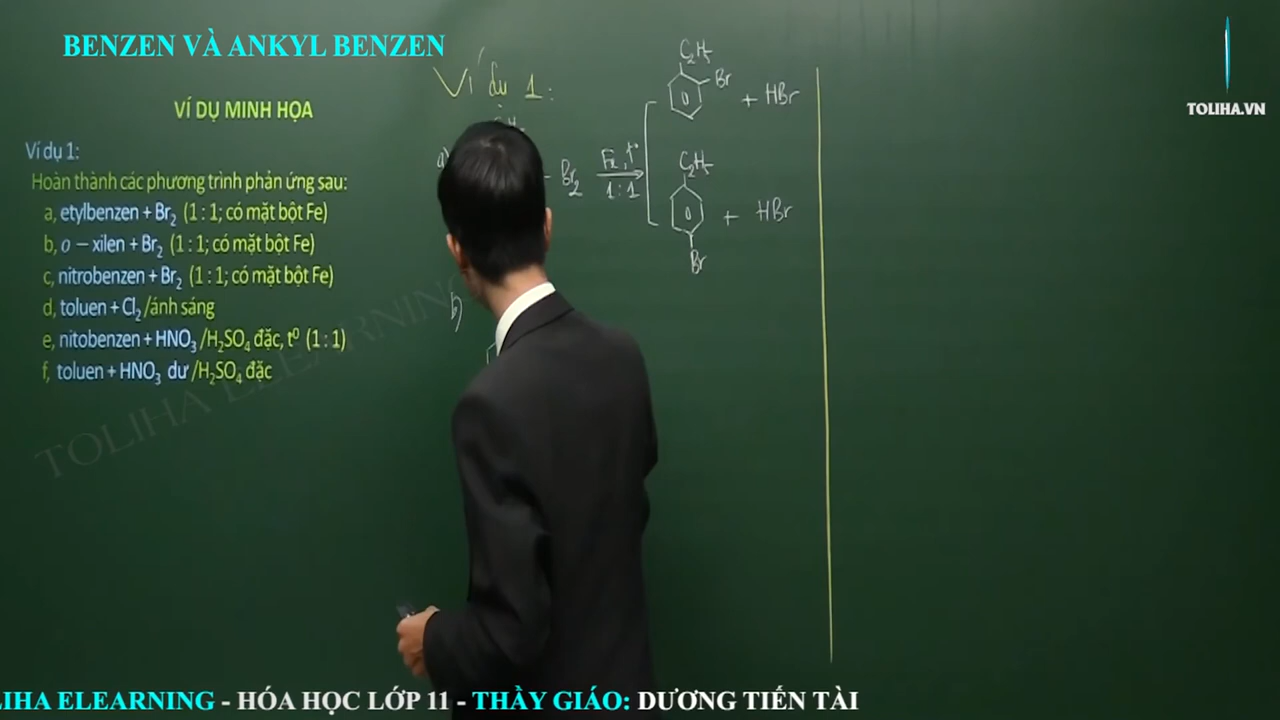 BENZEN VÀ ANKYL BENZEN
TOLIHA.VN
VÍ DỤ MINH HỌA
Ví dụ 1:
Hoàn thành các phương trình phản ứng sau:
a, etylbenzen + Br₂ (1 : 1; có mặt bột Fe)
b, o − xilen + Br₂ (1 : 1; có mặt bột Fe)
c, nitrobenzen + Br₂ (1 : 1; có mặt bột Fe)
d, toluen + Cl₂ /ánh sáng
e, nitobenzen + HNO₃ /H₂SO₄ đặc, t⁰ (1 : 1)
f, toluen + HNO₃ dư /H₂SO₄ đặc
TOLIHA ELEARNING
Ví dụ 1:
a)
Br₂
Fe, t°
1:1
C₂H₅
Br
+ HBr
C₂H₅
+ HBr
Br
b)
LIHA ELEARNING - HÓA HỌC LỚP 11 - THẦY GIÁO: DƯƠNG TIẾN TÀI